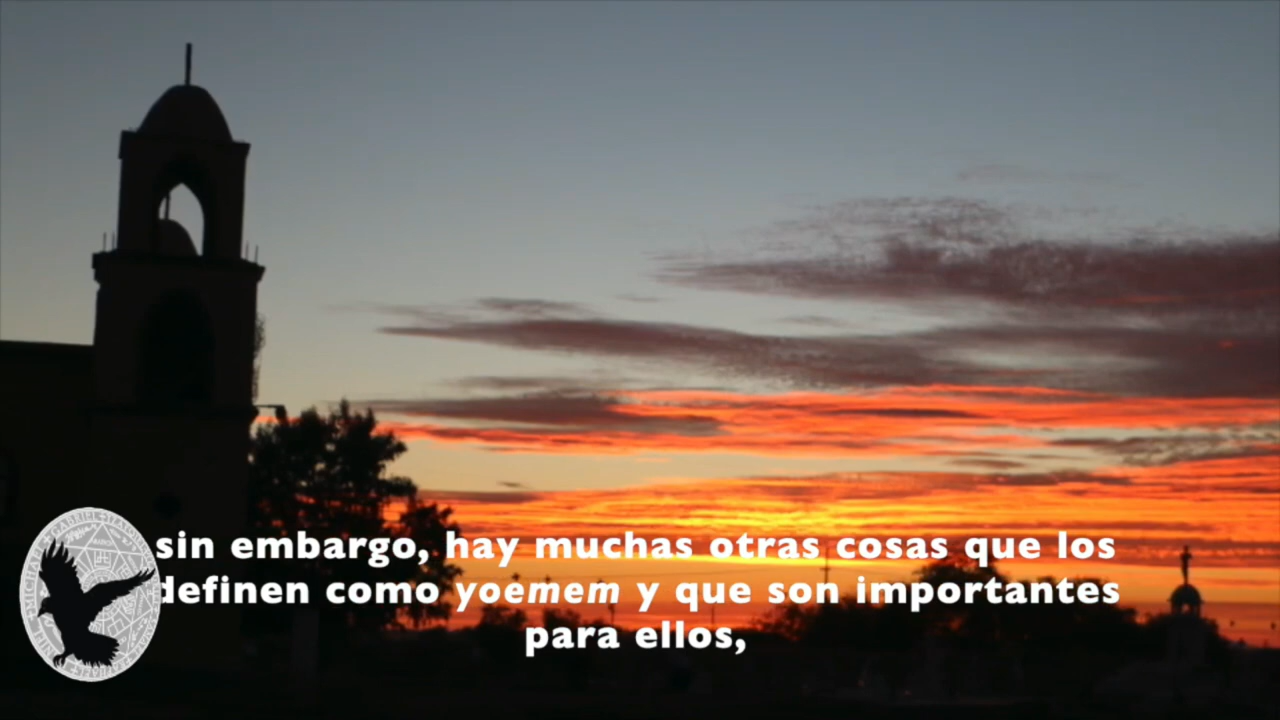 sin embargo, hay muchas otras cosas que los
definen como yoemem y que son importantes
para ellos,